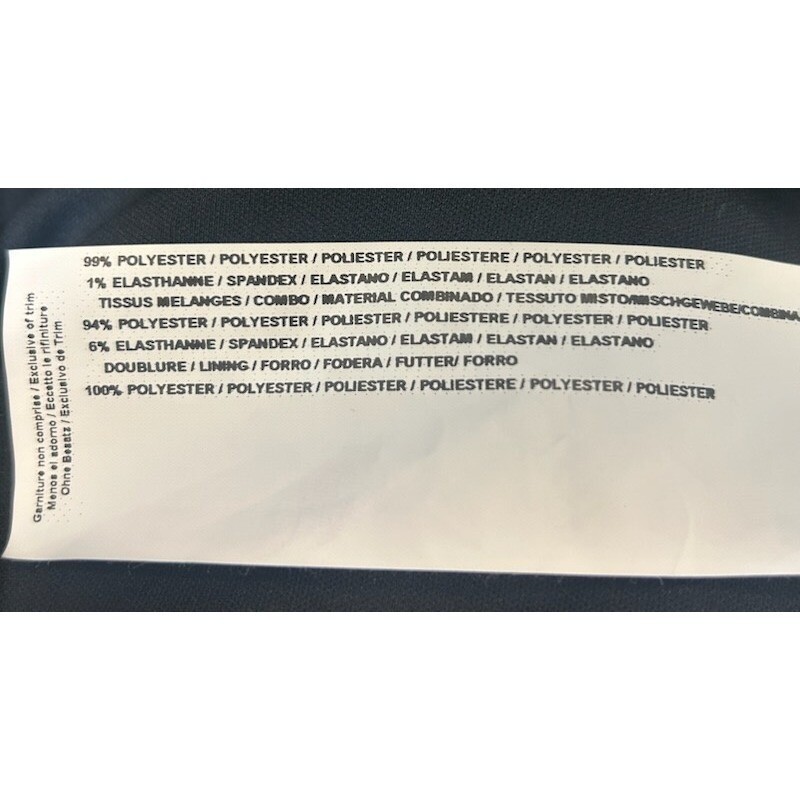 99% POLYESTER / POLYESTER / POLIESTER / POLIESTERE / POLYESTER / POLIESTER
1% ELASTHANNE / SPANDEX / ELASTANO / ELASTAM / ELASTAN / ELASTANO
TISSUS MELANGES / COMBO / MATERIAL COMBINADO / TESSUTO MISTO/MISCHGEWEBE/COMBINA
94% POLYESTER / POLYESTER / POLIESTER / POLIESTERE / POLYESTER / POLIESTER
6% ELASTHANNE / SPANDEX / ELASTANO / ELASTAM / ELASTAN / ELASTANO
DOUBLURE / LINING / FORRO / FODERA / FUTTER/ FORRO
100% POLYESTER / POLYESTER / POLIESTER / POLIESTERE / POLYESTER / POLIESTER
Garniture non comprise / Exclusive of trim
Menos el adorno / Eccetto le rifiniture
Ohne Besatz / Exclusivo de Trim